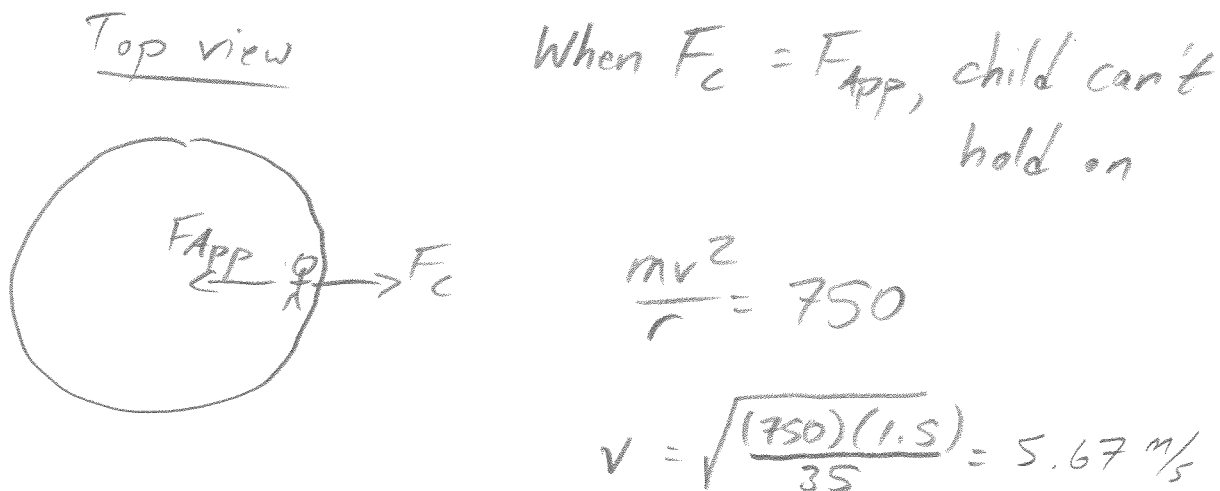 Top view
When F_c = F_App, child can't
hold on
F_App
F_c
mv²/r = 750
v = √((750)(1.5)/35) = 5.67 m/s